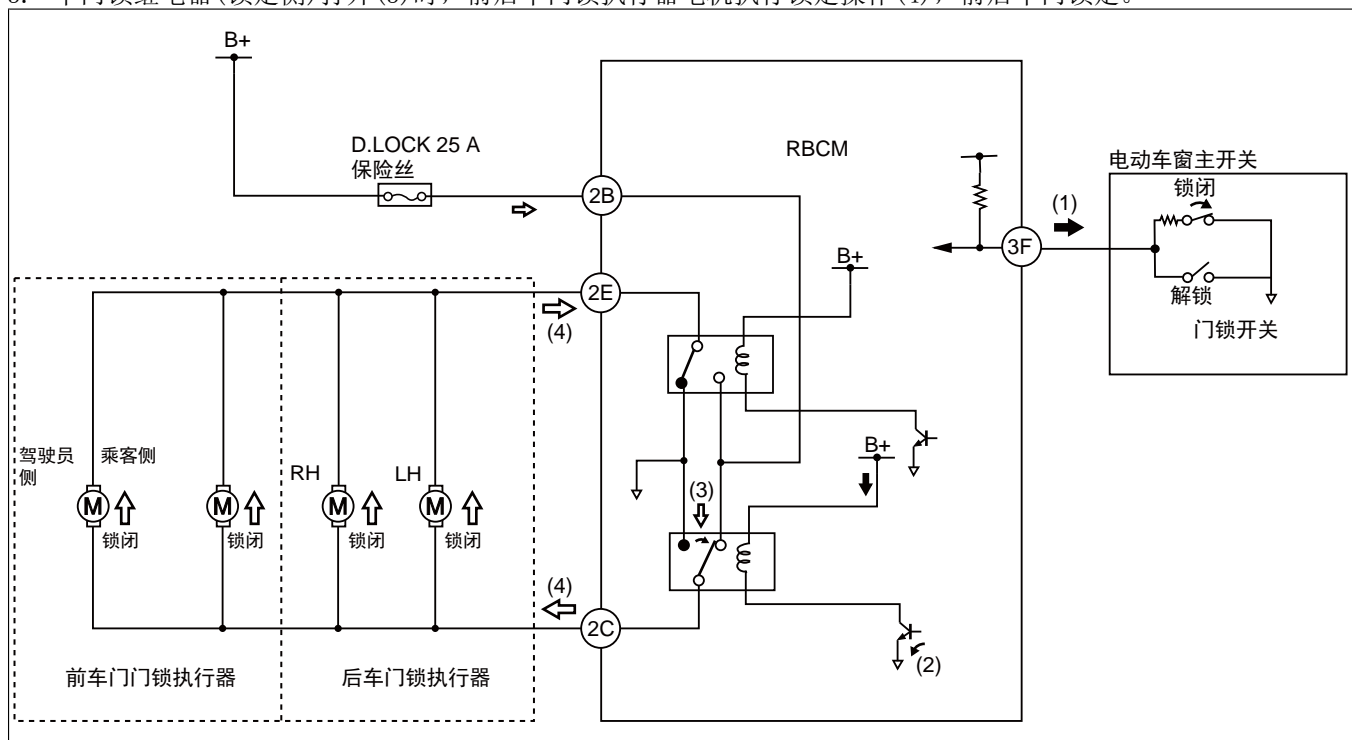 B+
D.LOCK 25 A
保险丝
RBCM
电动车窗主开关
锁闭
(1)
2B
3F
解锁
门锁开关
B+
2E
(4)
驾驶员
侧
乘客侧
RH
LH
B+
M
M
M
M
锁闭
锁闭
锁闭
锁闭
(3)
(4)
2C
(2)
前车门门锁执行器
后车门锁执行器